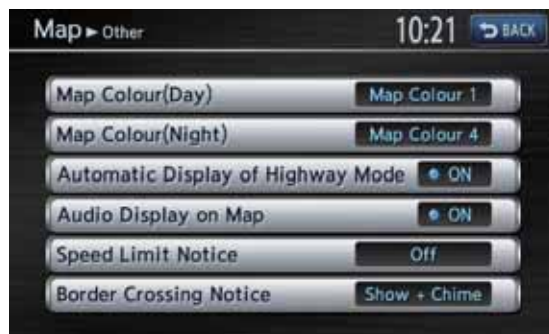 Map ▸ Other 10:21 BACK
Map Colour(Day) Map Colour 1
Map Colour(Night) Map Colour 4
Automatic Display of Highway Mode ON
Audio Display on Map ON
Speed Limit Notice Off
Border Crossing Notice Show + Chime